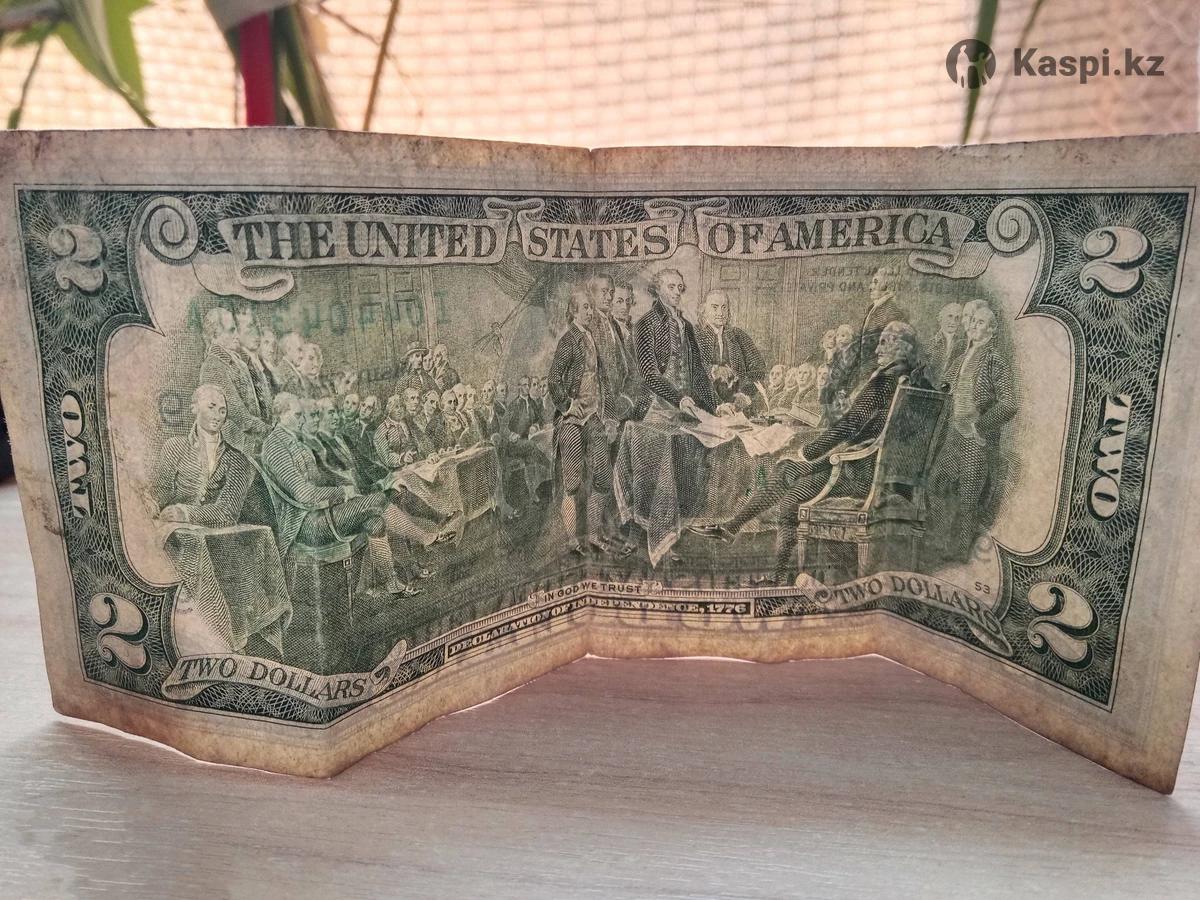 Kaspi.kz
2 THE UNITED STATES OF AMERICA 2
TWO
TWO
IN GOD WE TRUST
DECLARATION OF INDEPENDENCE, 1776
TWO DOLLARS 53
2 2
TWO DOLLARS